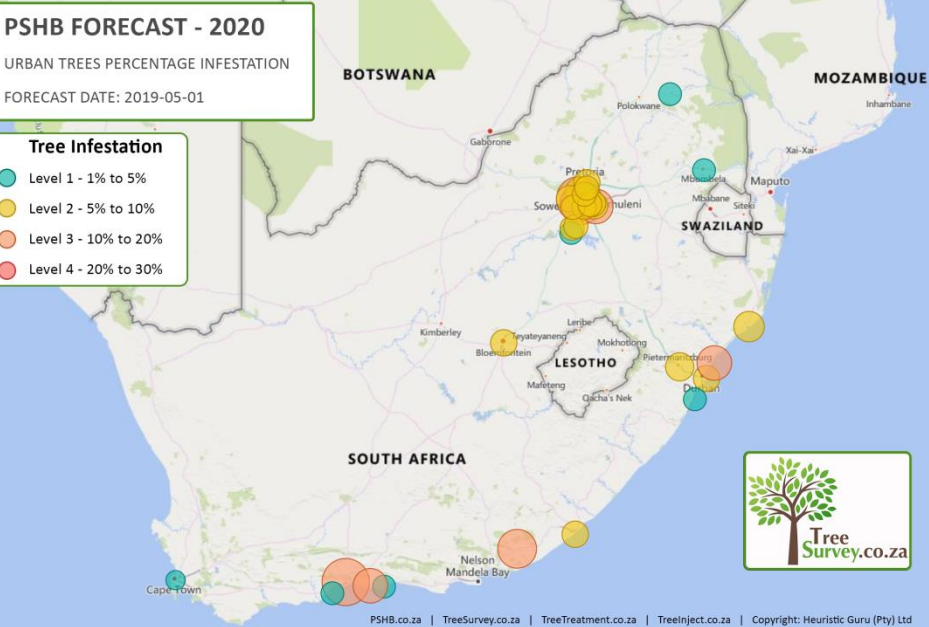 PSHB FORECAST - 2020
URBAN TREES PERCENTAGE INFESTATION
FORECAST DATE: 2019-05-01
Tree Infestation
Level 1 - 1% to 5%
Level 2 - 5% to 10%
Level 3 - 10% to 20%
Level 4 - 20% to 30%
BOTSWANA
MOZAMBIQUE
Inhambane
Polokwane
Gaborone
Xai-Xai
Pretoria
Mbombela
Maputo
Mbabane
Siteki
Sowe
huleni
SWAZILAND
Kimberley
Leribe
Teyateyaneng
Mokhotlong
Bloemfontein
Pietermaritzburg
LESOTHO
Mafeteng
Durban
Qacha's Nek
SOUTH AFRICA
Tree
Survey.co.za
Nelson
Mandela Bay
Cape Town
PSHB.co.za | TreeSurvey.co.za | TreeTreatment.co.za | TreeInject.co.za | Copyright: Heuristic Guru (Pty) Ltd